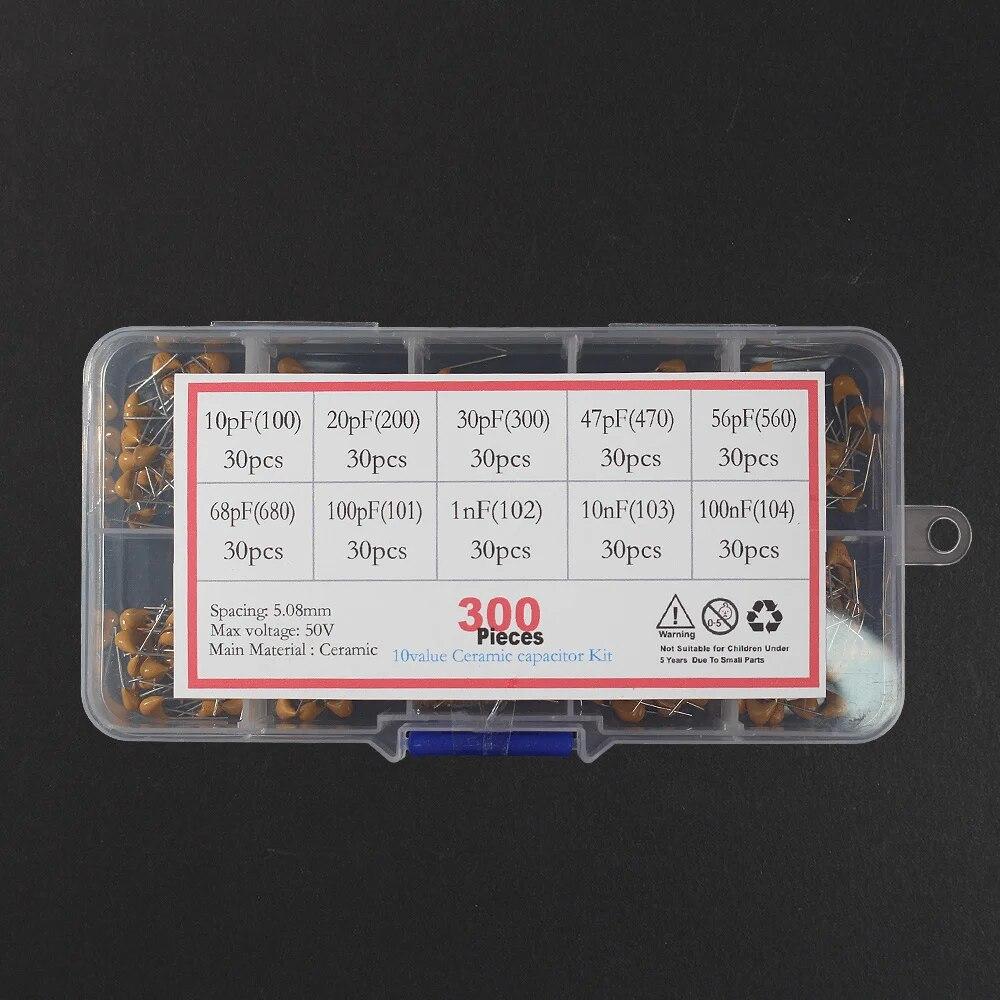 10pF(100) 20pF(200) 30pF(300) 47pF(470) 56pF(560)
30pcs 30pcs 30pcs 30pcs 30pcs
68pF(680) 100pF(101) 1nF(102) 10nF(103) 100nF(104)
30pcs 30pcs 30pcs 30pcs 30pcs
Spacing: 5.08mm
Max voltage: 50V
Main Material : Ceramic
300
Pieces
10value Ceramic capacitor Kit
0-5
Warning
Not Suitable for Children Under
5 Years Due To Small Parts